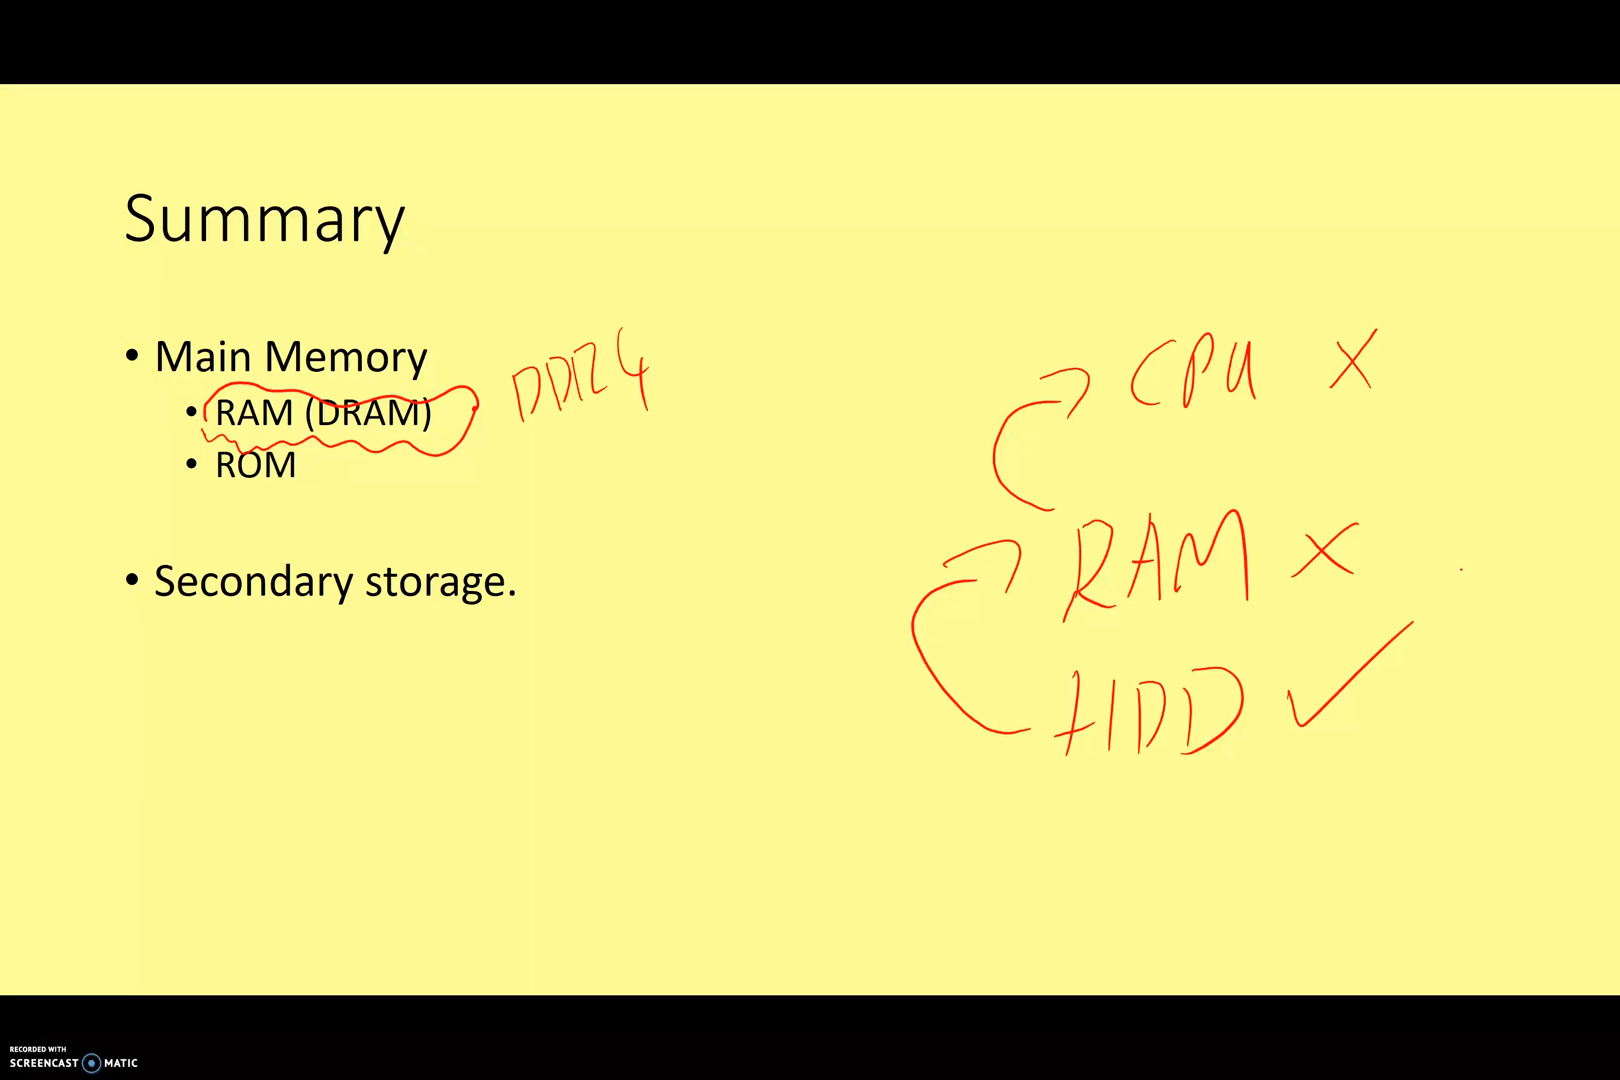 Summary
• Main Memory
• RAM (DRAM)
DDR4
• ROM
• Secondary storage.
CPU X
RAM X
HDD ✓
RECORDED WITH
SCREENCAST MATIC